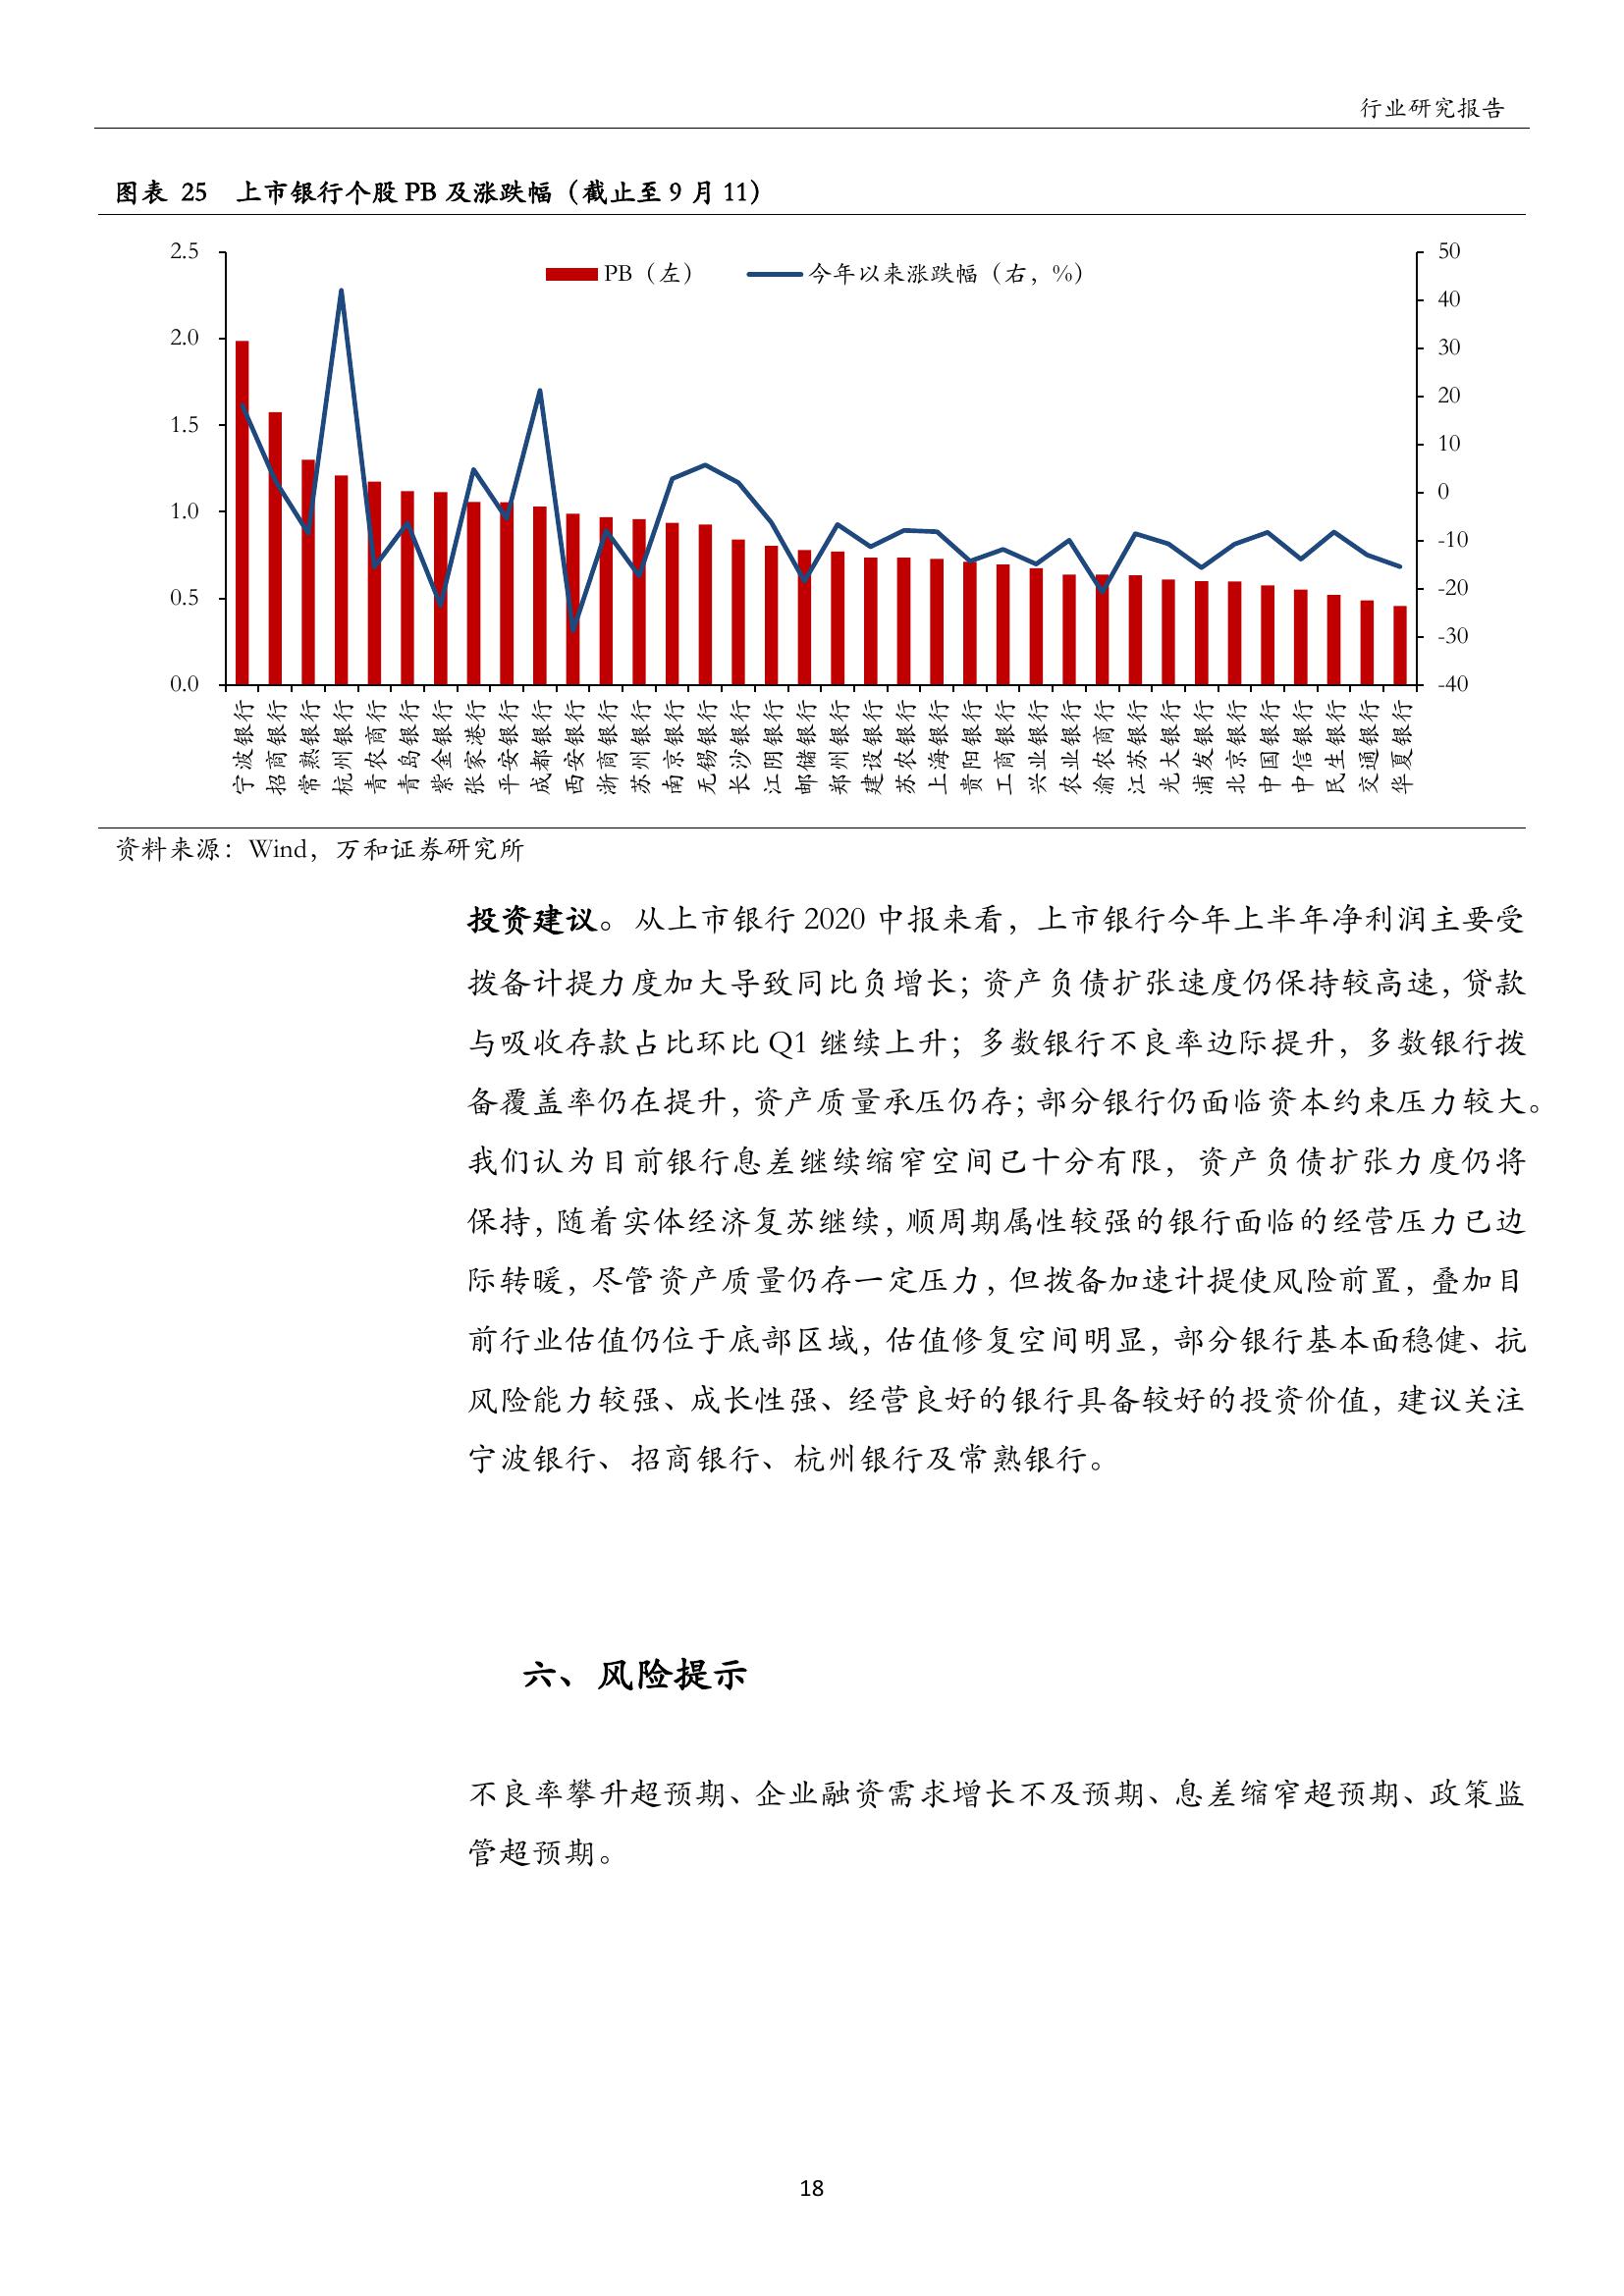 行业研究报告
图表 25 上市银行个股 PB 及涨跌幅（截止至 9 月 11）
PB（左） 今年以来涨跌幅（右，%）
2.5
2.0
1.5
1.0
0.5
0.0
50
40
30
20
10
0
-10
-20
-30
-40
宁波银行
招商银行
常熟银行
杭州银行
青农商行
青岛银行
紫金银行
张家港行
平安银行
成都银行
西安银行
浙商银行
苏州银行
南京银行
无锡银行
长沙银行
江阴银行
邮储银行
郑州银行
建设银行
苏农银行
上海银行
贵阳银行
工商银行
兴业银行
农业银行
渝农商行
江苏银行
光大银行
浦发银行
北京银行
中国银行
中信银行
民生银行
交通银行
华夏银行
资料来源：Wind，万和证券研究所
投资建议。从上市银行 2020 中报来看，上市银行今年上半年净利润主要受
拨备计提力度加大导致同比负增长；资产负债扩张速度仍保持较高速，贷款
与吸收存款占比环比 Q1 继续上升；多数银行不良率边际提升，多数银行拨
备覆盖率仍在提升，资产质量承压仍存；部分银行仍面临资本约束压力较大。
我们认为目前银行息差继续缩窄空间已十分有限，资产负债扩张力度仍将
保持，随着实体经济复苏继续，顺周期属性较强的银行面临的经营压力已边
际转暖，尽管资产质量仍存一定压力，但拨备加速计提使风险前置，叠加目
前行业估值仍位于底部区域，估值修复空间明显，部分银行基本面稳健、抗
风险能力较强、成长性强、经营良好的银行具备较好的投资价值，建议关注
宁波银行、招商银行、杭州银行及常熟银行。
六、风险提示
不良率攀升超预期、企业融资需求增长不及预期、息差缩窄超预期、政策监
管超预期。
18